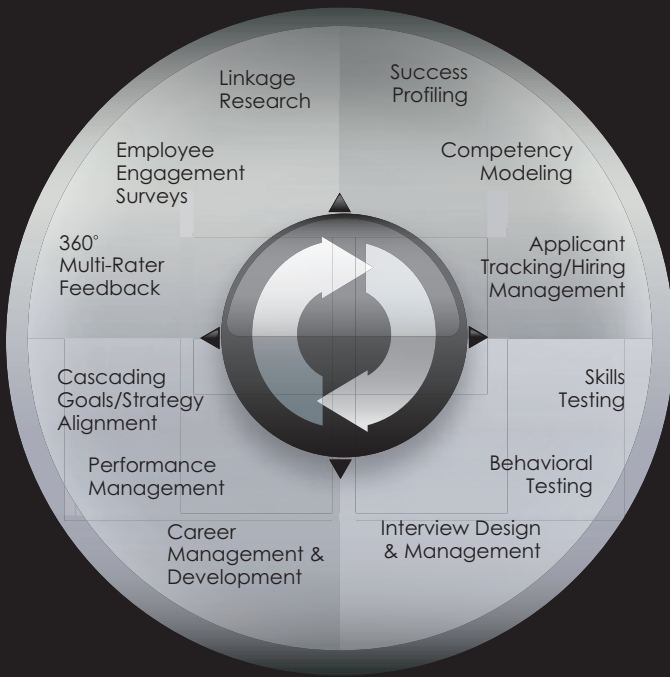 Linkage
Research
Success
Profiling
Employee
Engagement
Surveys
Competency
Modeling
360°
Multi-Rater
Feedback
Applicant
Tracking/Hiring
Management
Cascading
Goals/Strategy
Alignment
Skills
Testing
Performance
Management
Behavioral
Testing
Career
Management &
Development
Interview Design
& Management